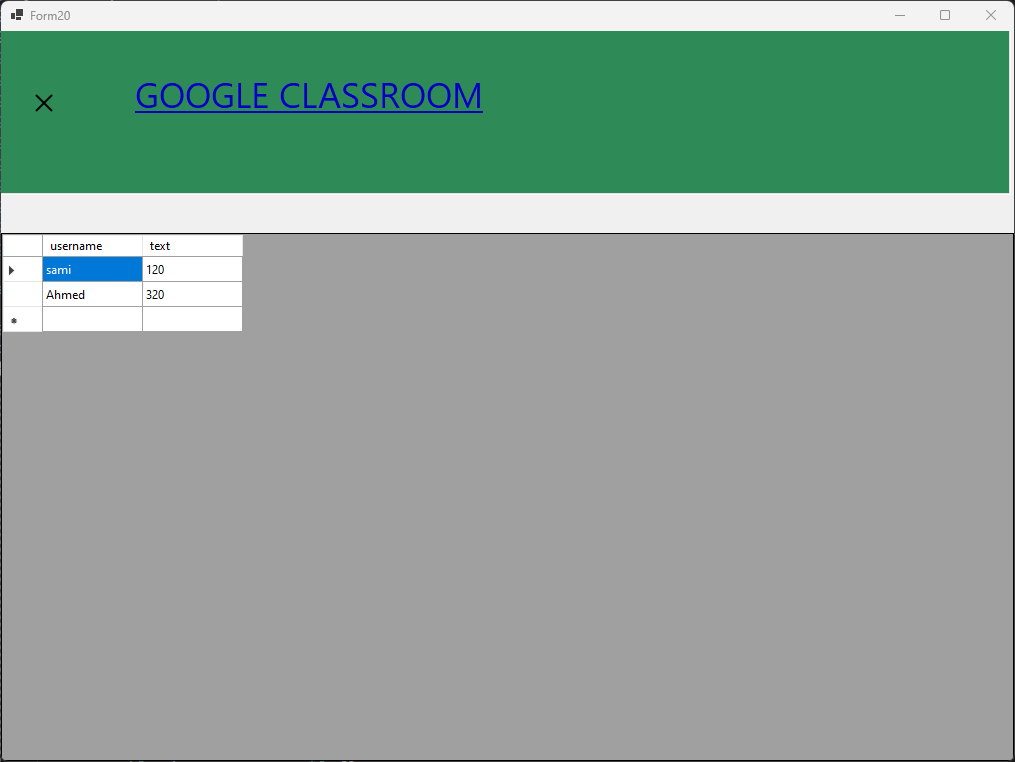 Form20
GOOGLE CLASSROOM
username text
sami 120
Ahmed 320